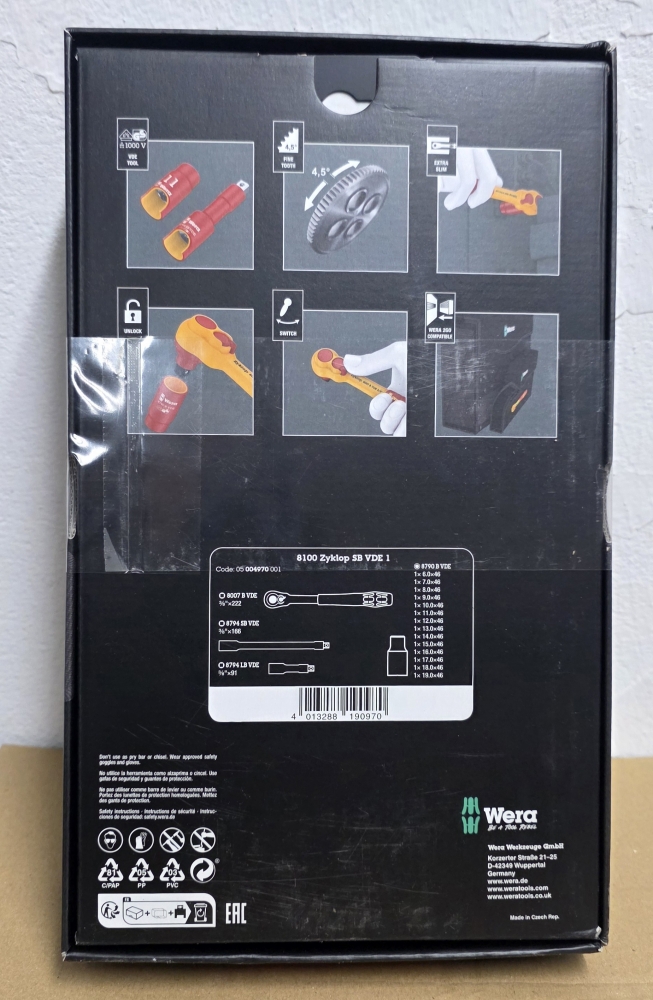 ⚠1000 V
VDE
TOOL
4,5°
FINE
TOOTH
EXTRA
SLIM
11
4,5°
UNLOCK
SWITCH
WERA 2GO
COMPATIBLE
8100 Zyklop SB VDE 1
Code: 05 004970 001
8007 B VDE
3/8"×222
8794 SB VDE
3/8"×166
8794 LB VDE
3/8"×91
8790 B VDE
1× 6.0×46
1× 7.0×46
1× 8.0×46
1× 9.0×46
1× 10.0×46
1× 11.0×46
1× 12.0×46
1× 13.0×46
1× 14.0×46
1× 15.0×46
1× 16.0×46
1× 17.0×46
1× 18.0×46
1× 19.0×46
4 013288 190970
Don't use as pry bar or chisel. Wear approved safety
goggles and gloves.
No utilice la herramienta como alzaprima o cincel. Use
gafas de seguridad y guantes de protección.
Ne pas utiliser comme barre de levier ou comme burin.
Portez des lunettes de protection homologuées. Mettez
des gants de protection.
Safety instructions · Instructions de sécurité · Instruc-
ciones de seguridad: safety.wera.de
81
C/PAP
05
PP
03
PVC
FR
EAC
Wera
BE A TOOL REBEL
Wera Werkzeuge GmbH
Korzerter Straße 21–25
D-42349 Wuppertal
Germany
www.wera.de
www.weratools.com
www.weratools.co.uk
Made in Czech Rep.